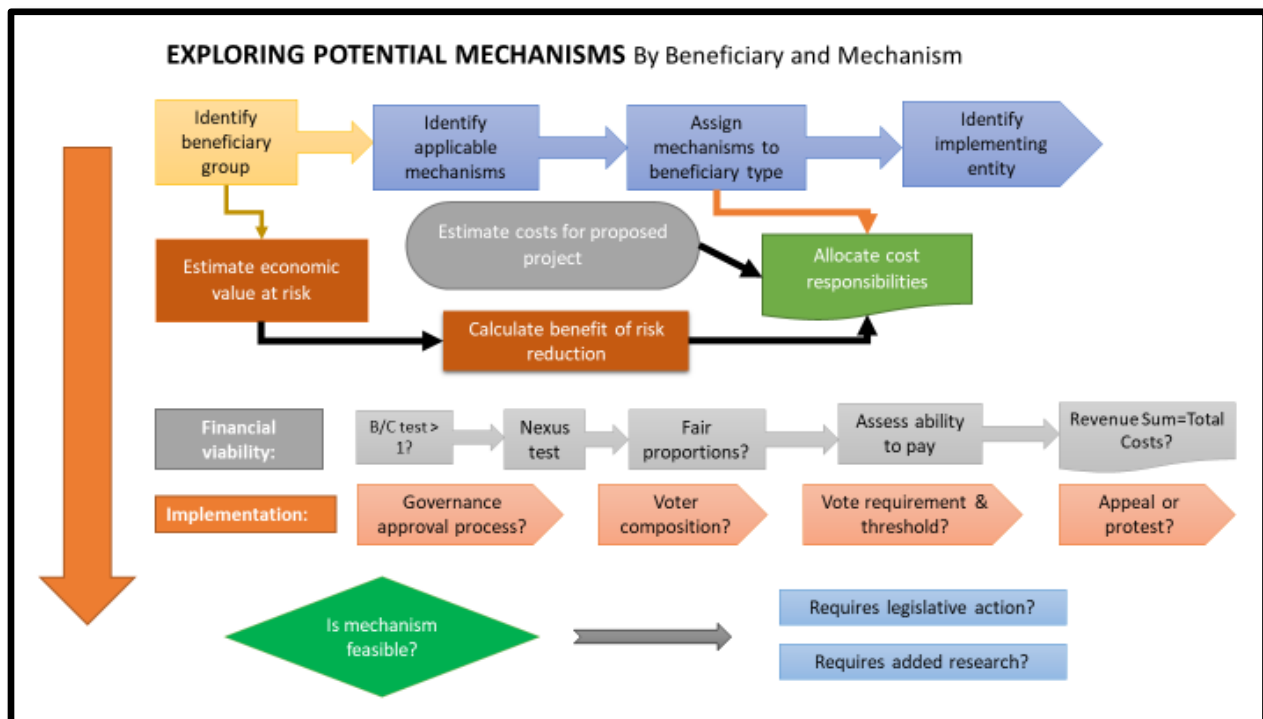 EXPLORING POTENTIAL MECHANISMS By Beneficiary and Mechanism
Identify
beneficiary
group
Identify
applicable
mechanisms
Assign
mechanisms to
beneficiary type
Identify
implementing
entity
Estimate costs for proposed
project
Estimate economic
value at risk
Allocate cost
responsibilities
Calculate benefit of risk
reduction
Financial
viability:
B/C test >
1?
Nexus
test
Fair
proportions?
Assess ability
to pay
Revenue Sum=Total
Costs?
Implementation:
Governance
approval process?
Voter
composition?
Vote requirement &
threshold?
Appeal or
protest?
Is mechanism
feasible?
Requires legislative action?
Requires added research?